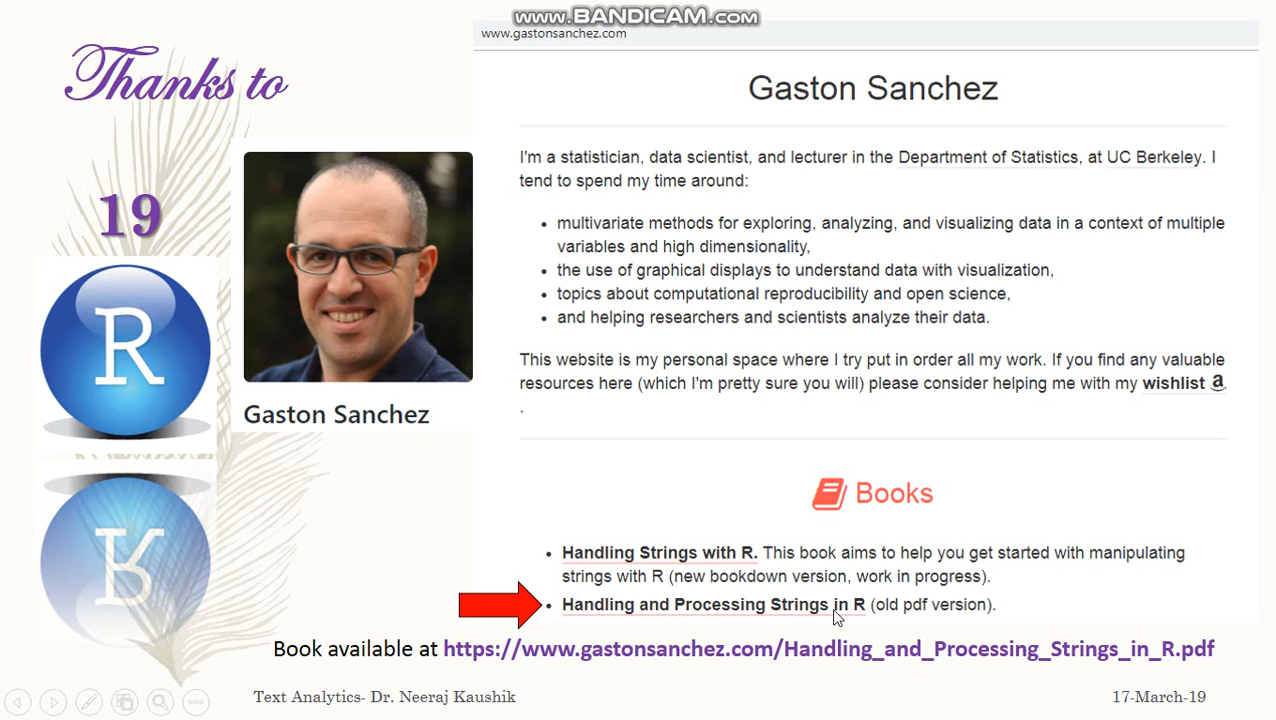 www.BANDICAM.com
www.gastonsanchez.com
Thanks to
Gaston Sanchez
I'm a statistician, data scientist, and lecturer in the Department of Statistics, at UC Berkeley. I
tend to spend my time around:
19
• multivariate methods for exploring, analyzing, and visualizing data in a context of multiple
variables and high dimensionality,
• the use of graphical displays to understand data with visualization,
• topics about computational reproducibility and open science,
• and helping researchers and scientists analyze their data.
R
This website is my personal space where I try put in order all my work. If you find any valuable
resources here (which I'm pretty sure you will) please consider helping me with my wishlist a
.
Gaston Sanchez
Books
• Handling Strings with R. This book aims to help you get started with manipulating
strings with R (new bookdown version, work in progress).
• Handling and Processing Strings in R (old pdf version).
Book available at https://www.gastonsanchez.com/Handling_and_Processing_Strings_in_R.pdf
Text Analytics- Dr. Neeraj Kaushik
17-March-19